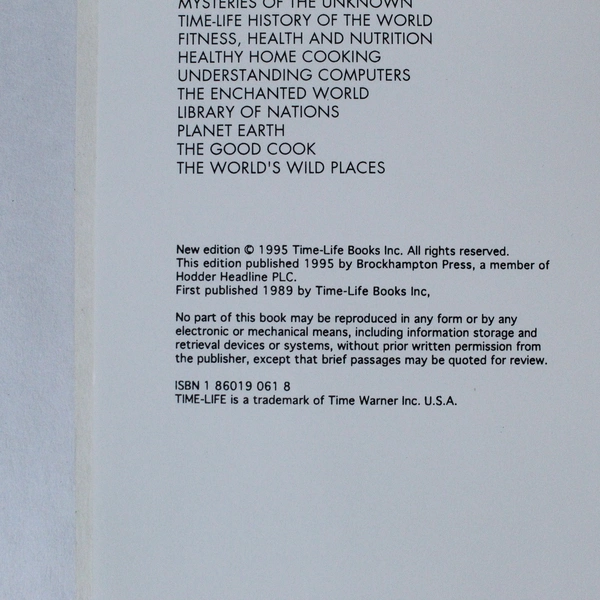 MYSTERIES OF THE UNKNOWN
TIME-LIFE HISTORY OF THE WORLD
FITNESS, HEALTH AND NUTRITION
HEALTHY HOME COOKING
UNDERSTANDING COMPUTERS
THE ENCHANTED WORLD
LIBRARY OF NATIONS
PLANET EARTH
THE GOOD COOK
THE WORLD'S WILD PLACES
New edition © 1995 Time-Life Books Inc. All rights reserved.
This edition published 1995 by Brockhampton Press, a member of
Hodder Headline PLC.
First published 1989 by Time-Life Books Inc,
No part of this book may be reproduced in any form or by any
electronic or mechanical means, including information storage and
retrieval devices or systems, without prior written permission from
the publisher, except that brief passages may be quoted for review.
ISBN 1 86019 061 8
TIME-LIFE is a trademark of Time Warner Inc. U.S.A.